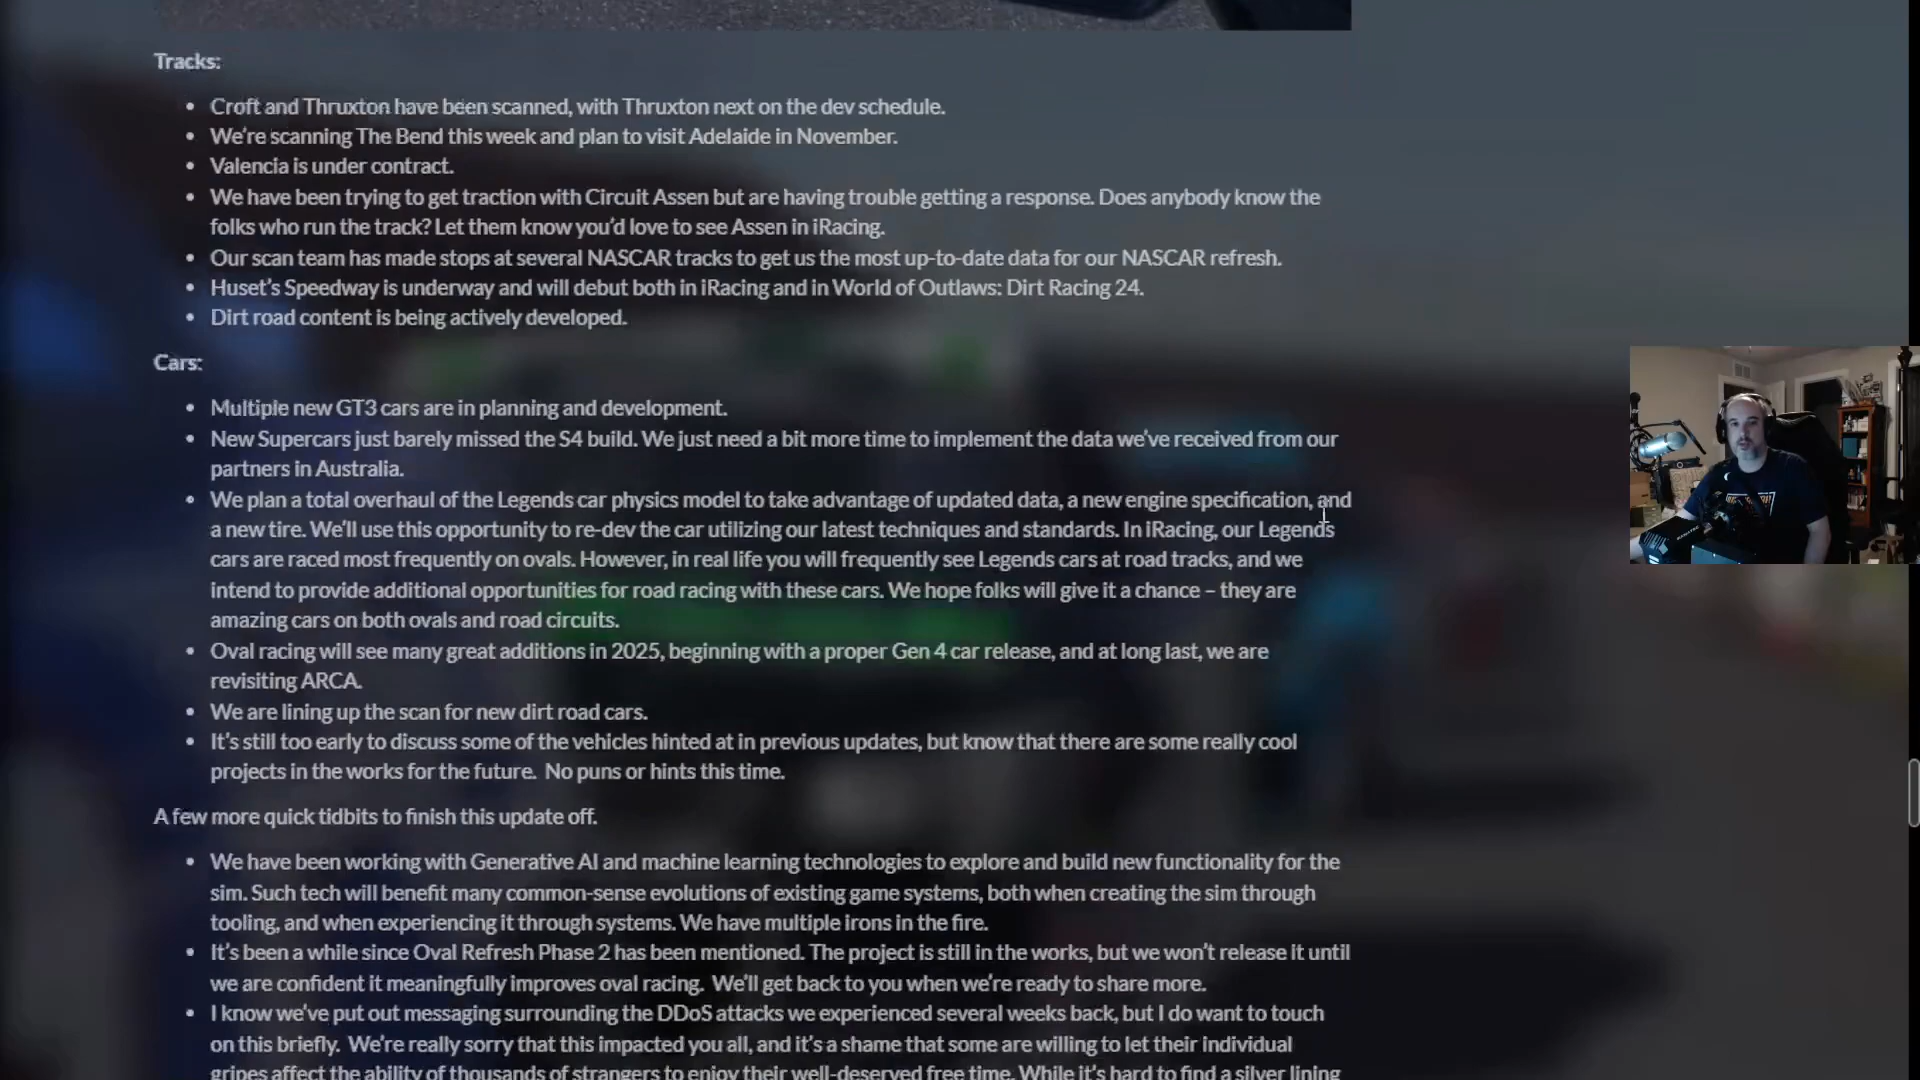 Tracks:
Croft and Thruxton have been scanned, with Thruxton next on the dev schedule.
We're scanning The Bend this week and plan to visit Adelaide in November.
Valencia is under contract.
We have been trying to get traction with Circuit Assen but are having trouble getting a response. Does anybody know the
folks who run the track? Let them know you'd love to see Assen in iRacing.
Our scan team has made stops at several NASCAR tracks to get us the most up-to-date data for our NASCAR refresh.
Huset's Speedway is underway and will debut both in iRacing and in World of Outlaws: Dirt Racing 24.
Dirt road content is being actively developed.
Cars:
Multiple new GT3 cars are in planning and development.
New Supercars just barely missed the S4 build. We just need a bit more time to implement the data we've received from our
partners in Australia.
We plan a total overhaul of the Legends car physics model to take advantage of updated data, a new engine specification, and
a new tire. We'll use this opportunity to re-dev the car utilizing our latest techniques and standards. In iRacing, our Legends
cars are raced most frequently on ovals. However, in real life you will frequently see Legends cars at road tracks, and we
intend to provide additional opportunities for road racing with these cars. We hope folks will give it a chance – they are
amazing cars on both ovals and road circuits.
Oval racing will see many great additions in 2025, beginning with a proper Gen 4 car release, and at long last, we are
revisiting ARCA.
We are lining up the scan for new dirt road cars.
It's still too early to discuss some of the vehicles hinted at in previous updates, but know that there are some really cool
projects in the works for the future. No puns or hints this time.
A few more quick tidbits to finish this update off.
We have been working with Generative AI and machine learning technologies to explore and build new functionality for the
sim. Such tech will benefit many common-sense evolutions of existing game systems, both when creating the sim through
tooling, and when experiencing it through systems. We have multiple irons in the fire.
It's been a while since Oval Refresh Phase 2 has been mentioned. The project is still in the works, but we won't release it until
we are confident it meaningfully improves oval racing. We'll get back to you when we're ready to share more.
I know we've put out messaging surrounding the DDoS attacks we experienced several weeks back, but I do want to touch
on this briefly. We're really sorry that this impacted you all, and it's a shame that some are willing to let their individual
gripes affect the ability of thousands of strangers to enjoy their well-deserved free time. While it's hard to find a silver lining